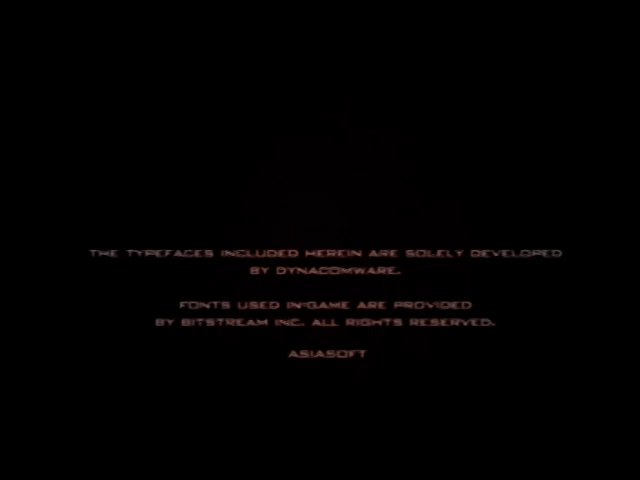 THE TYPEFACES INCLUDED HEREIN ARE SOLELY DEVELOPED
BY DYNACOMWARE.
FONTS USED IN-GAME ARE PROVIDED
BY BITSTREAM INC. ALL RIGHTS RESERVED.
ASIASOFT